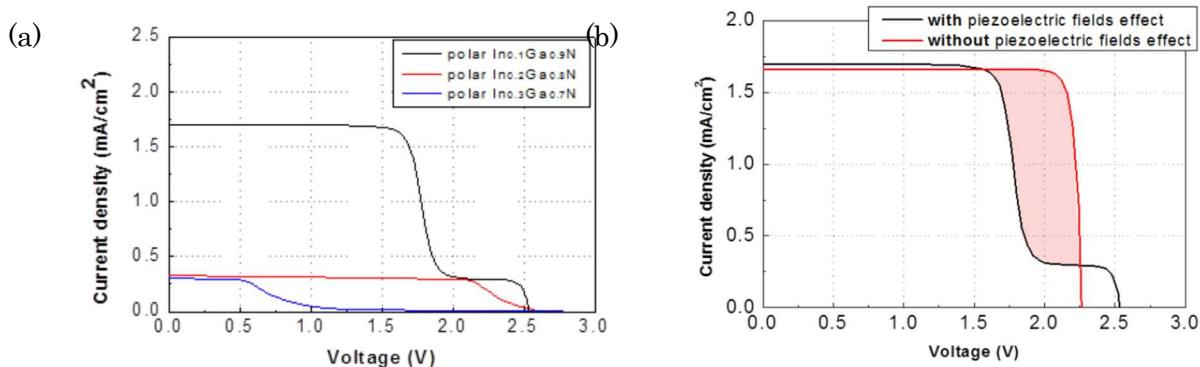 (a)
2.5
2.0
1.5
1.0
0.5
0.0
Current density (mA/cm²)
polar In0.1Ga0.9N
polar In0.2Ga0.8N
polar In0.3Ga0.7N
0.0 0.5 1.0 1.5 2.0 2.5 3.0
Voltage (V)
(b)
2.0
1.5
1.0
0.5
0.0
Current density (mA/cm²)
with piezoelectric fields effect
without piezoelectric fields effect
0.0 0.5 1.0 1.5 2.0 2.5 3.0
Voltage (V)